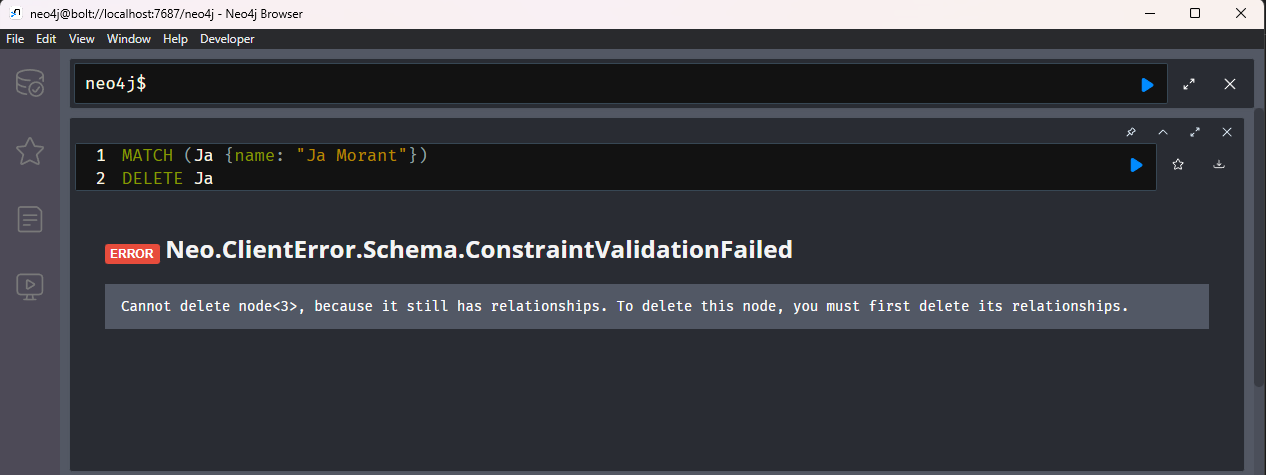 neo4j@bolt://localhost:7687/neo4j - Neo4j Browser
File Edit View Window Help Developer
neo4j$
1 MATCH (Ja {name: "Ja Morant"})
2 DELETE Ja
ERROR Neo.ClientError.Schema.ConstraintValidationFailed
Cannot delete node<3>, because it still has relationships. To delete this node, you must first delete its relationships.